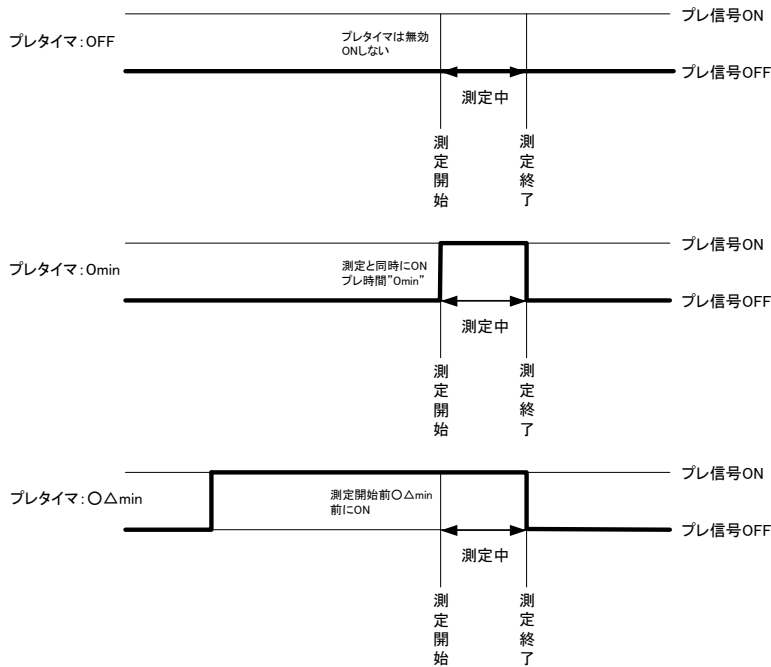 プレ信号ON
プレタイマ:OFF
プレタイマは無効
ONしない
プレ信号OFF
測定中
測定開始
測定終了
プレ信号ON
プレタイマ:0min
測定と同時にON
プレ時間"0min"
プレ信号OFF
測定中
測定開始
測定終了
プレ信号ON
プレタイマ:〇△min
測定開始前〇△min
前にON
プレ信号OFF
測定中
測定開始
測定終了